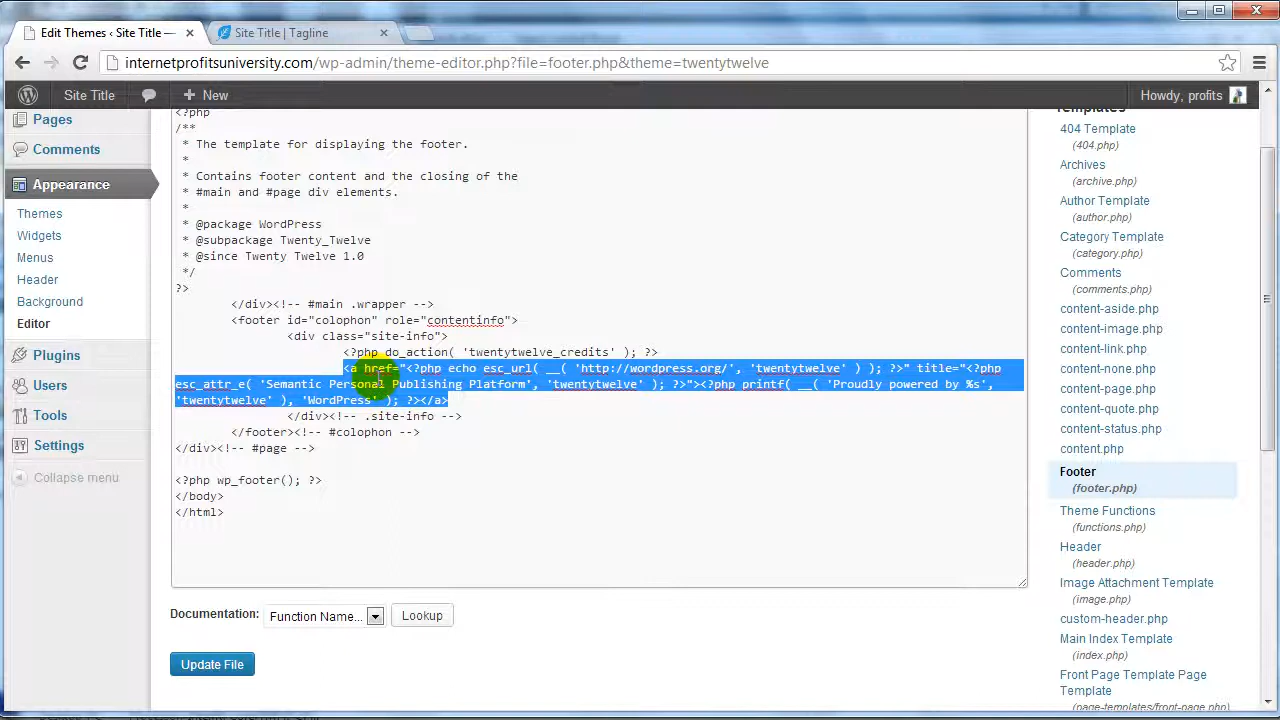 Edit Themes ‹ Site Title —
Site Title | Tagline
internetprofitsuniversity.com/wp-admin/theme-editor.php?file=footer.php&theme=twentytwelve
Site Title
New
Howdy, profits
Pages
Comments
Appearance
Themes
Widgets
Menus
Header
Background
Editor
Plugins
Users
Tools
Settings
Collapse menu
<?php
/**
* The template for displaying the footer.
*
* Contains footer content and the closing of the
* #main and #page div elements.
*
* @package WordPress
* @subpackage Twenty_Twelve
* @since Twenty Twelve 1.0
*/
?>
</div><!-- #main .wrapper -->
<footer id="colophon" role="contentinfo">
<div class="site-info">
<?php do_action( 'twentytwelve_credits' ); ?>
<a href="<?php echo esc_url( __( 'http://wordpress.org/', 'twentytwelve' ) ); ?>" title="<?php
esc_attr_e( 'Semantic Personal Publishing Platform', 'twentytwelve' ); ?>"><?php printf( __( 'Proudly powered by %s',
'twentytwelve' ), 'WordPress' ); ?></a>
</div><!-- .site-info -->
</footer><!-- #colophon -->
</div><!-- #page -->
<?php wp_footer(); ?>
</body>
</html>
Documentation:
Function Name...
Lookup
Update File
Templates
404 Template
(404.php)
Archives
(archive.php)
Author Template
(author.php)
Category Template
(category.php)
Comments
(comments.php)
content-aside.php
content-image.php
content-link.php
content-none.php
content-page.php
content-quote.php
content-status.php
content.php
Footer
(footer.php)
Theme Functions
(functions.php)
Header
(header.php)
Image Attachment Template
(image.php)
custom-header.php
Main Index Template
(index.php)
Front Page Template Page
Template
(page-templates/front-page.php)